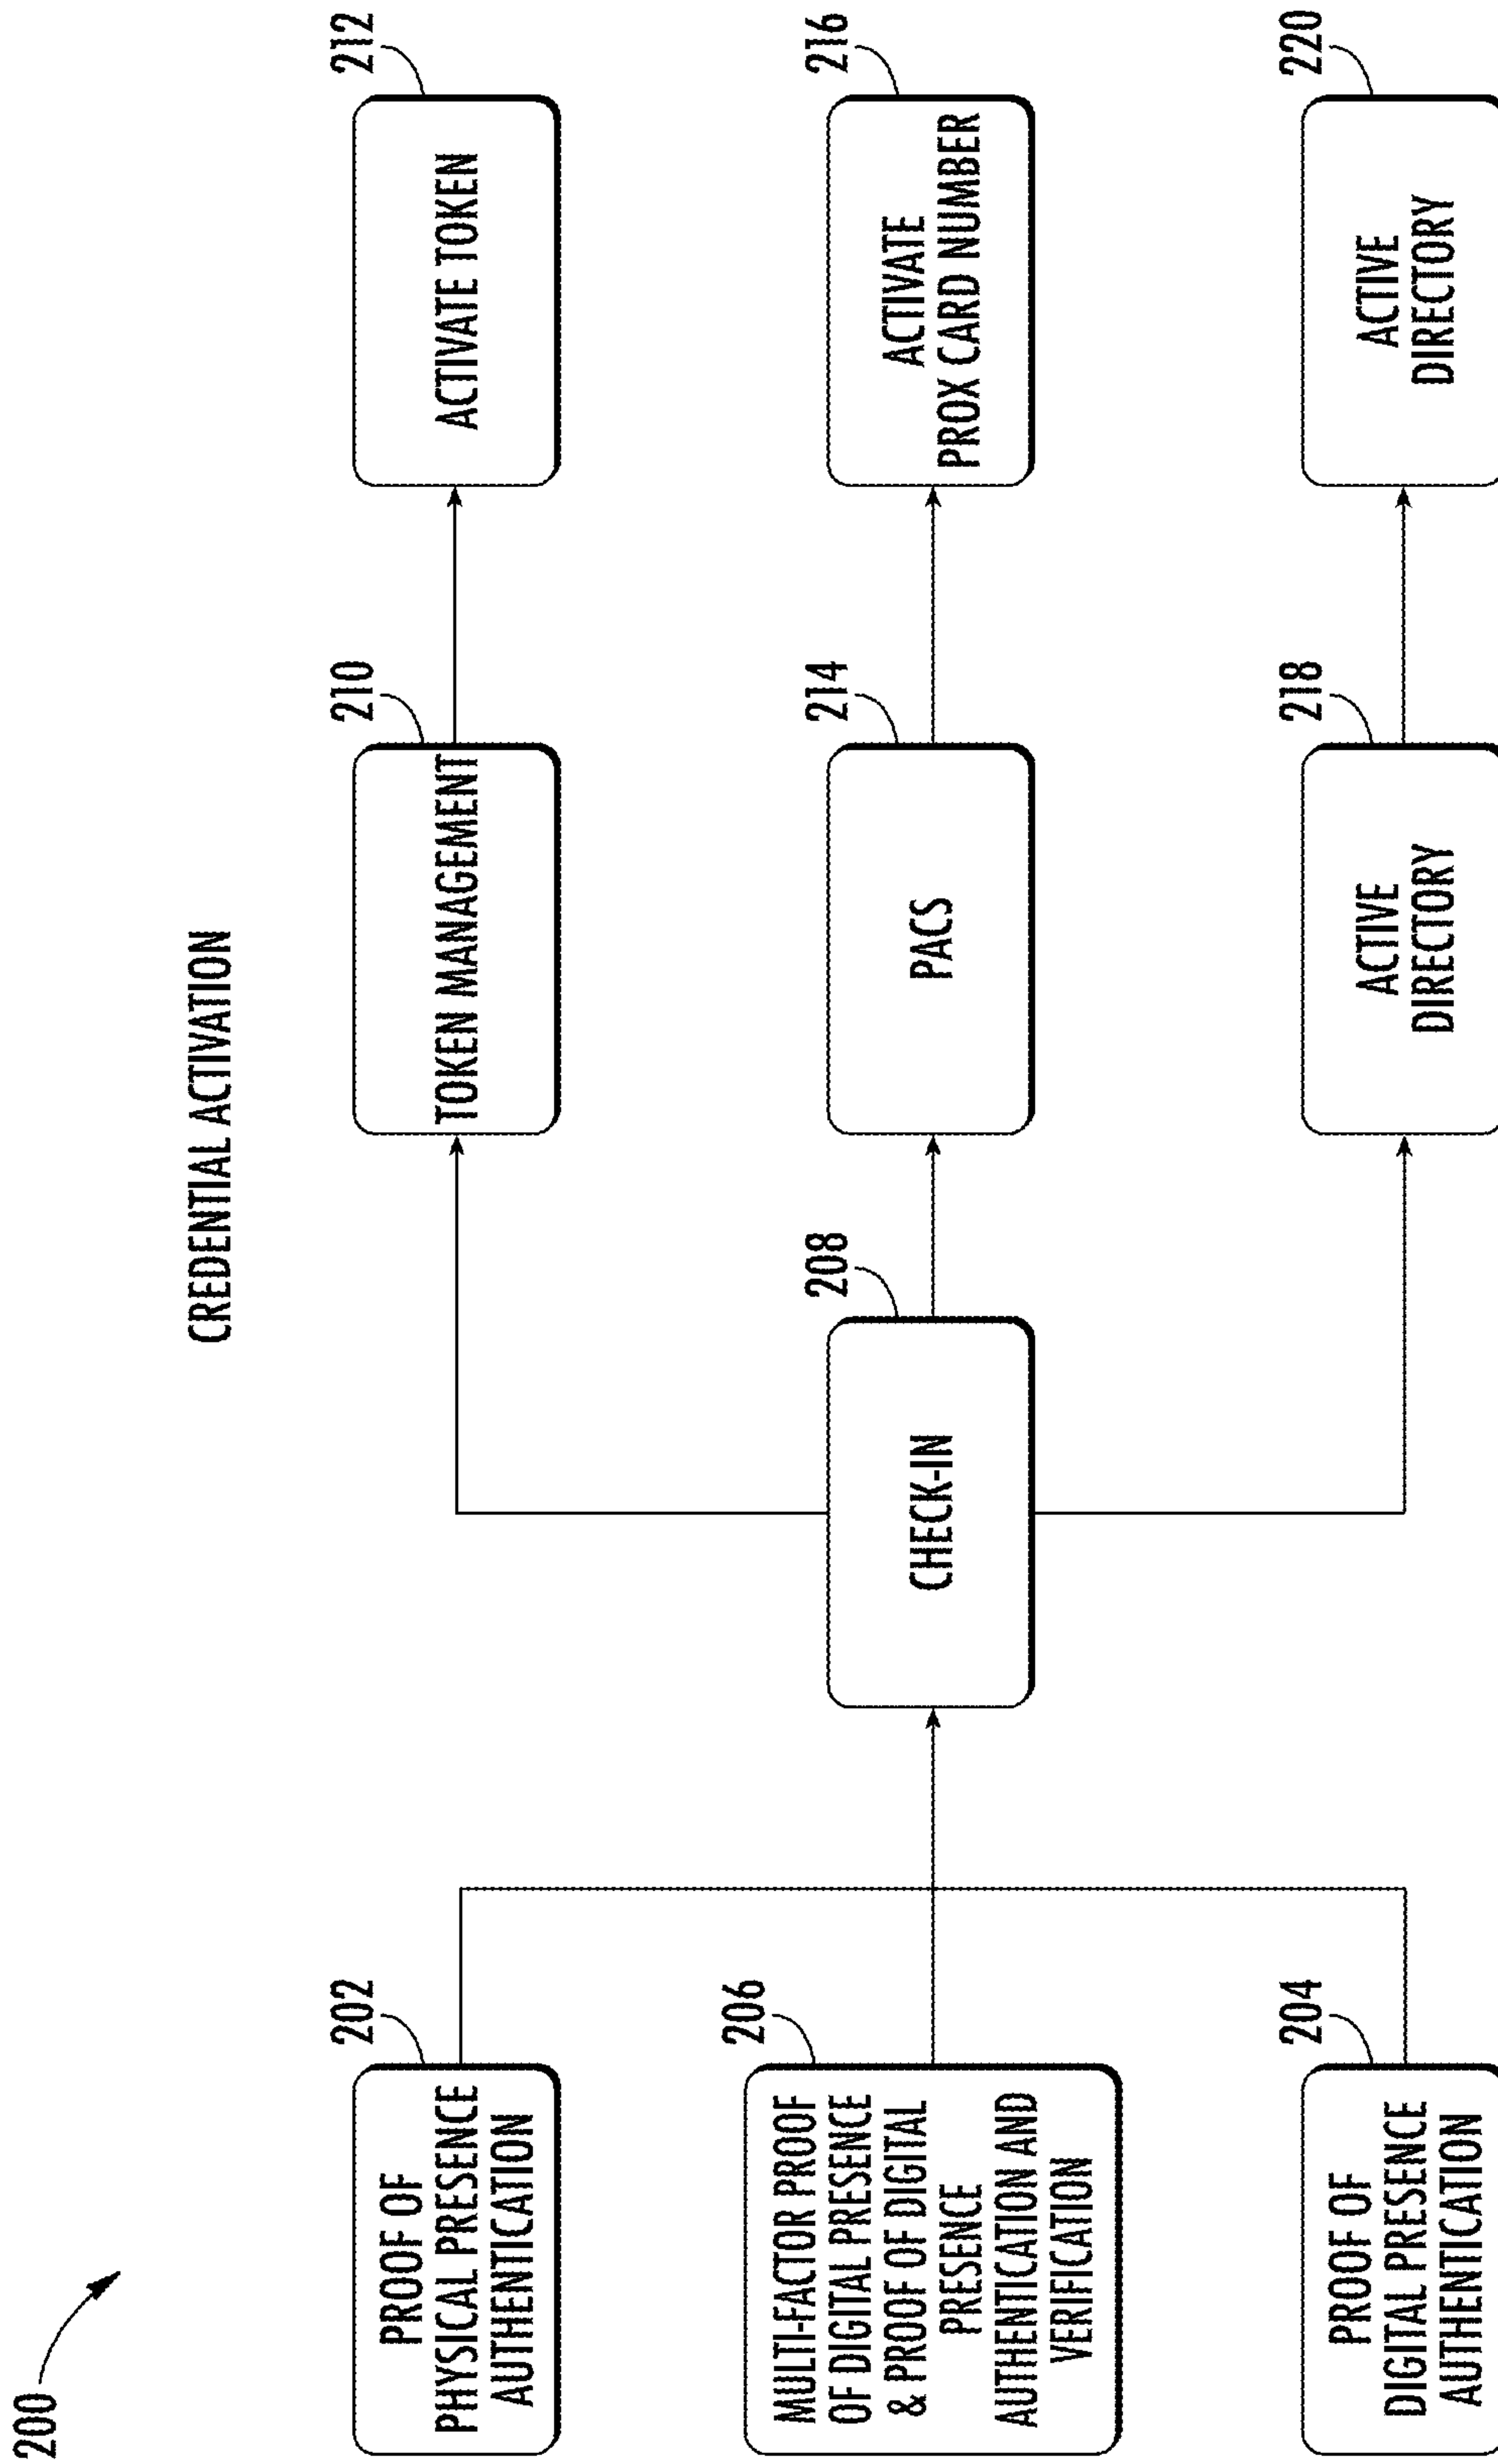 200
CREDENTIAL ACTIVATION
202
PROOF OF
PHYSICAL PRESENCE
AUTHENTICATION
206
MULTI-FACTOR PROOF
OF DIGITAL PRESENCE
& PROOF OF DIGITAL
PRESENCE
AUTHENTICATION AND
VERIFICATION
204
PROOF OF
DIGITAL PRESENCE
AUTHENTICATION
208
CHECK-IN
210
TOKEN MANAGEMENT
214
PACS
218
ACTIVE
DIRECTORY
212
ACTIVATE TOKEN
216
ACTIVATE
PROX CARD NUMBER
220
ACTIVE
DIRECTORY